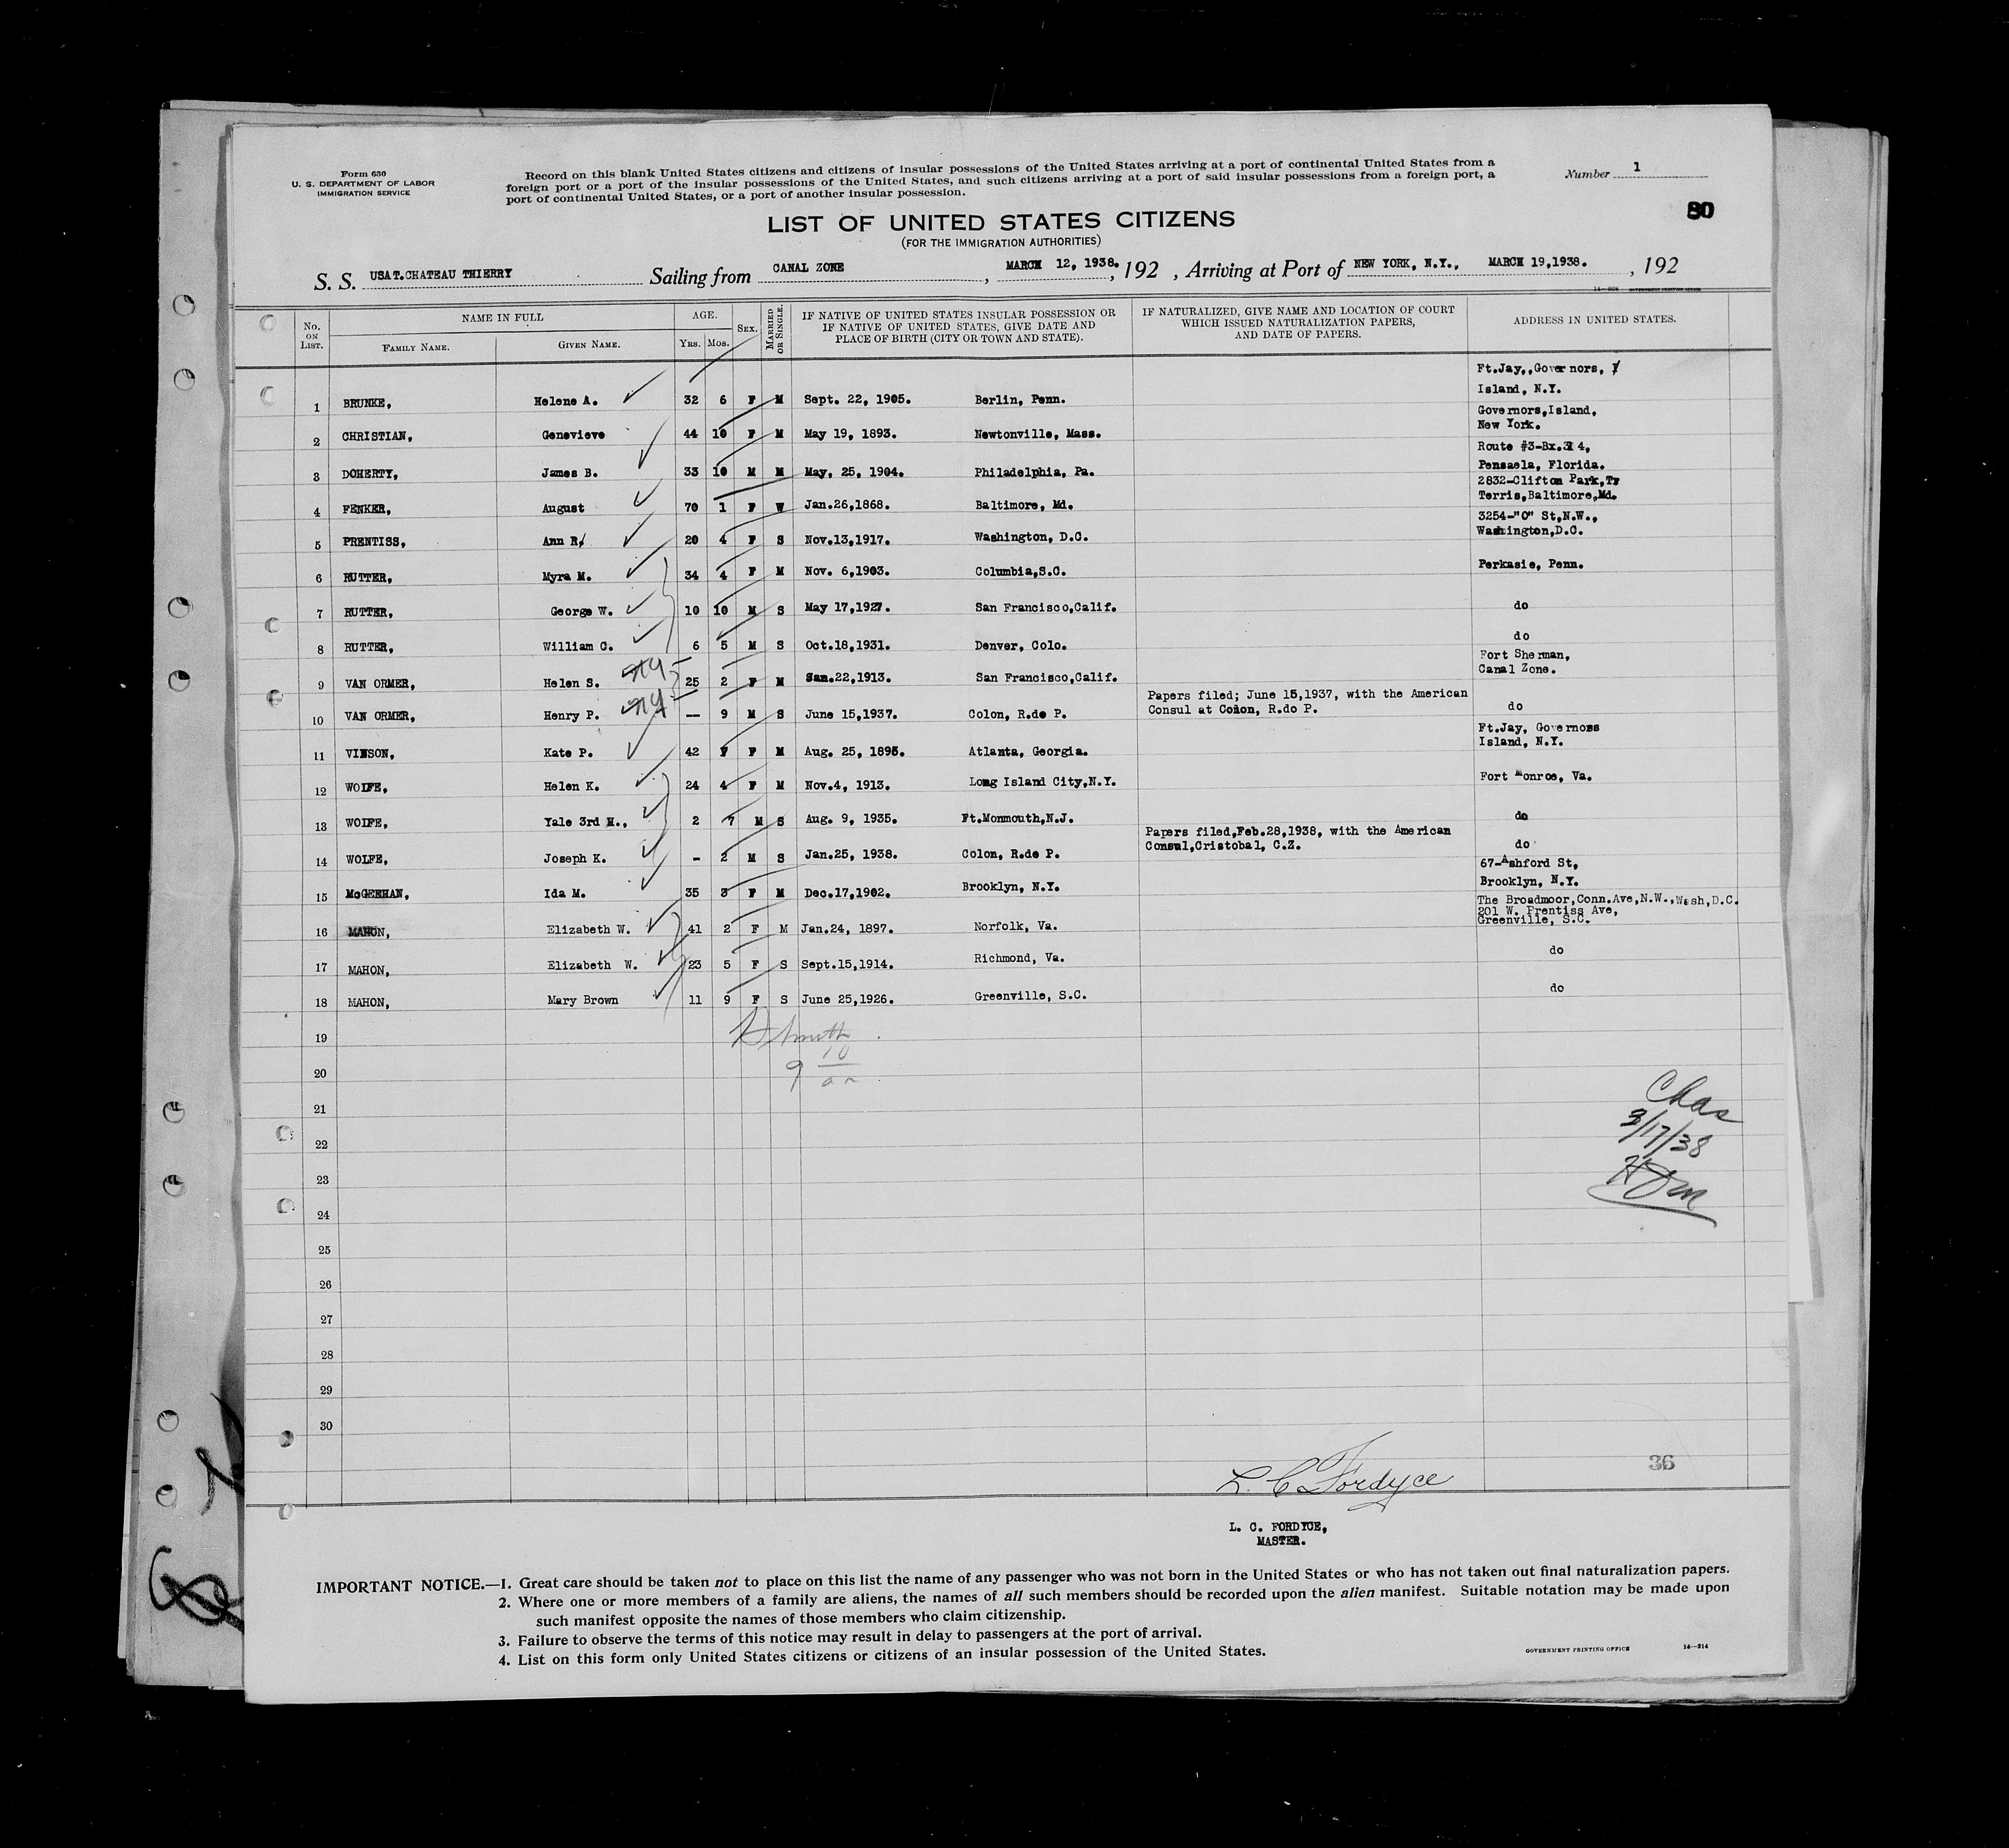 Form 630
U. S. DEPARTMENT OF LABOR
IMMIGRATION SERVICE
Record on this blank United States citizens and citizens of insular possessions of the United States arriving at a port of continental United States from a
foreign port or a port of the insular possessions of the United States, and such citizens arriving at a port of said insular possessions from a foreign port, a
port of continental United States, or a port of another insular possession.
Number 1
80
LIST OF UNITED STATES CITIZENS
(FOR THE IMMIGRATION AUTHORITIES)
S. S. USAT.CHATEAU THIERRY Sailing from CANAL ZONE , MARCH 12, 1938. , 192 , Arriving at Port of NEW YORK, N.Y., MARCH 19,1938. , 192
No. ON LIST. NAME IN FULL FAMILY NAME. GIVEN NAME. AGE. YRS. MOS. SEX. MARRIED OR SINGLE. IF NATIVE OF UNITED STATES INSULAR POSSESSION OR IF NATIVE OF UNITED STATES, GIVE DATE AND PLACE OF BIRTH (CITY OR TOWN AND STATE). IF NATURALIZED, GIVE NAME AND LOCATION OF COURT WHICH ISSUED NATURALIZATION PAPERS, AND DATE OF PAPERS. ADDRESS IN UNITED STATES.
1 BRUNKE, Helene A. 32 6 F M Sept. 22, 1905. Berlin, Penn. Ft.Jay,,Governors, Island, N.Y.
2 CHRISTIAN, Genevieve 44 10 F M May 19, 1893. Newtonville, Mass. Governors,Island, New York.
3 DOHERTY, James B. 33 10 M M May, 25, 1904. Philadelphia, Pa. Route #3-Bx.314, Pensaela, Florida.
4 FENKER, August 70 1 F W Jan.26,1868. Baltimore, Md. 2832-Clifton Park,Tr Terris,Baltimore,Md.
5 PRENTISS, Ann R. 20 4 F S Nov.13,1917. Washington, D.C. 3254-"O" St,N.W., Washington,D.C.
6 RUTTER, Myra M. 34 4 F M Nov. 6,1903. Columbia,S.C. Perkasie, Penn.
7 RUTTER, George W. 10 10 M S May 17,1927. San Francisco,Calif. do
8 RUTTER, William C. 6 5 M S Oct.18,1931. Denver, Colo. do
9 VAN ORMER, Helen S. 25 2 F M Jan.22,1913. San Francisco,Calif. Fort Sherman, Canal Zone.
10 VAN ORMER, Henry P. -- 9 M S June 15,1937. Colon, R.de P. Papers filed; June 15,1937, with the American Consul at Colon, R.do P. do
11 VINSON, Kate P. 42 7 F M Aug. 25, 1895. Atlanta, Georgia. Ft.Jay, Governoss Island, N.Y.
12 WOLFE, Helen K. 24 4 F M Nov.4, 1913. Long Island City,N.Y. Fort Monroe, Va.
13 WOLFE, Yale 3rd H., 2 7 M S Aug. 9, 1935. Ft.Monmouth,N.J. do
14 WOLFE, Joseph K. - 2 M S Jan.25, 1938. Colon, R.de P. Papers filed,Feb.28,1938, with the American Consul,Cristobal, C.Z. do
15 McGEEHAN, Ida M. 35 3 F M Dec.17,1902. Brooklyn, N.Y. 67-Ashford St, Brooklyn, N.Y.
16 MAHON, Elizabeth W. 41 2 F M Jan.24, 1897. Norfolk, Va. The Broadmoor,Conn.Ave,N.W.,Wash,D.C. 201 W. Prentiss Ave, Greenville, S.C.
17 MAHON, Elizabeth W. 23 5 F S Sept.15,1914. Richmond, Va. do
18 MAHON, Mary Brown 11 9 F S June 25,1926. Greenville, S.C. do
19
20
21
22
23
24
25
26
27
28
29
30
Smith
9 10
Chas
3/17/38
36
L. C. Fordyce
L. C. FORDYCE,
MASTER.
IMPORTANT NOTICE.—1. Great care should be taken not to place on this list the name of any passenger who was not born in the United States or who has not taken out final naturalization papers.
2. Where one or more members of a family are aliens, the names of all such members should be recorded upon the alien manifest. Suitable notation may be made upon
such manifest opposite the names of those members who claim citizenship.
3. Failure to observe the terms of this notice may result in delay to passengers at the port of arrival.
4. List on this form only United States citizens or citizens of an insular possession of the United States.
GOVERNMENT PRINTING OFFICE 14—314